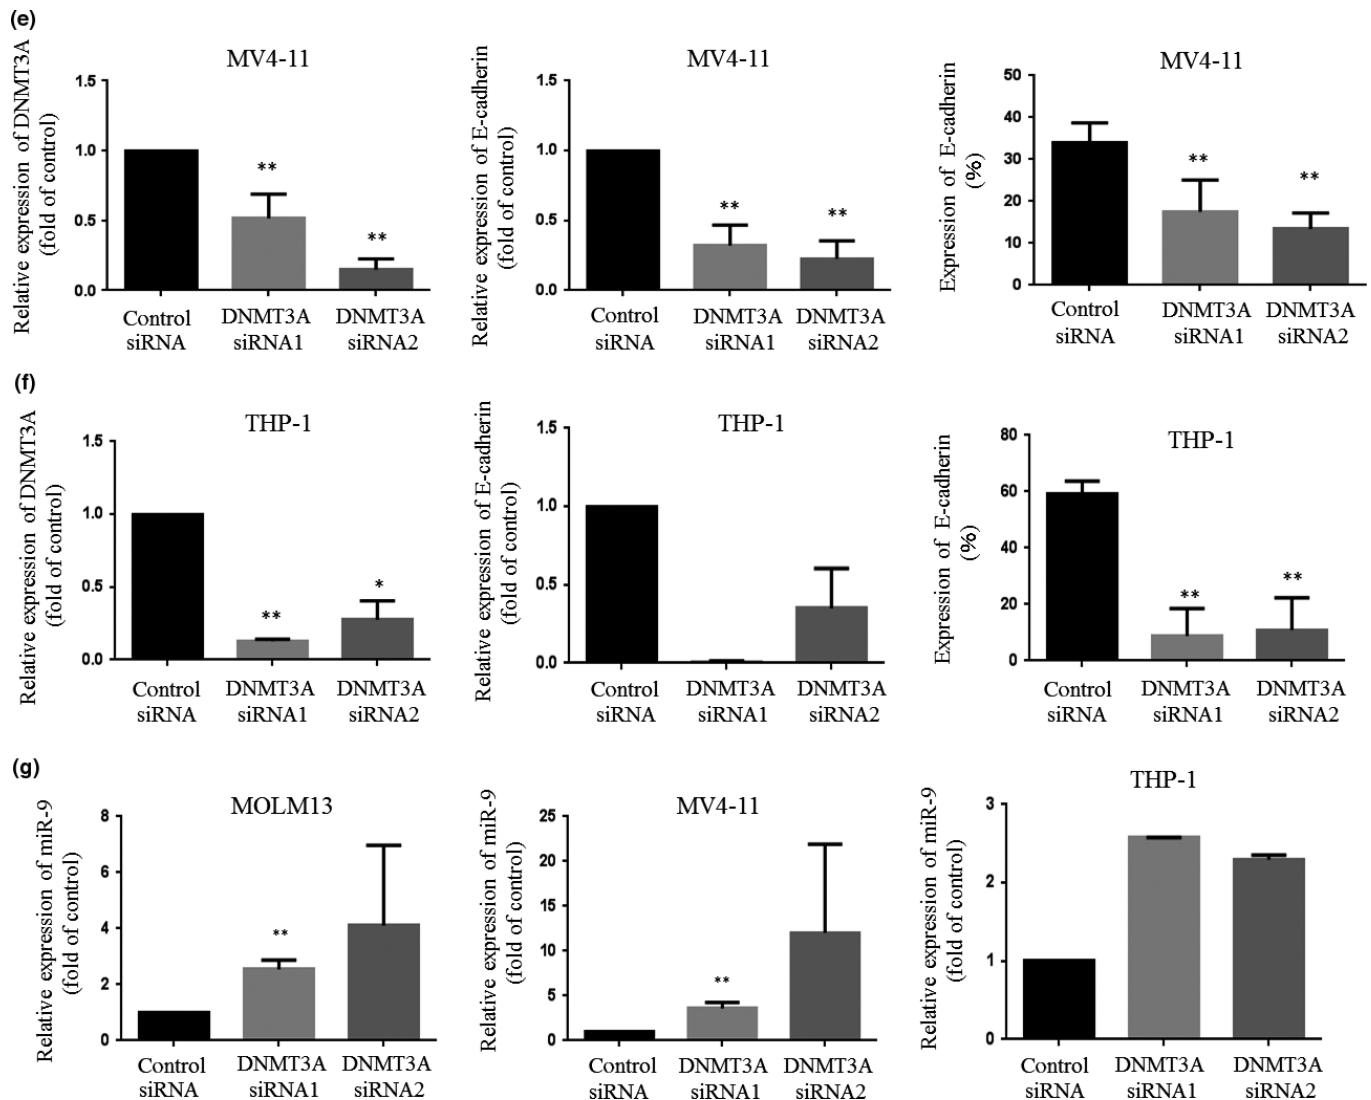 (e)
MV4-11
Relative expression of DNMT3A
(fold of control)
1.5
1.0
0.5
0.0
**
**
Control
siRNA
DNMT3A
siRNA1
DNMT3A
siRNA2
MV4-11
Relative expression of E-cadherin
(fold of control)
1.5
1.0
0.5
0.0
**
**
Control
siRNA
DNMT3A
siRNA1
DNMT3A
siRNA2
MV4-11
Expression of E-cadherin
(%)
50
40
30
20
10
0
**
**
Control
siRNA
DNMT3A
siRNA1
DNMT3A
siRNA2
(f)
THP-1
Relative expression of DNMT3A
(fold of control)
1.5
1.0
0.5
0.0
**
*
Control
siRNA
DNMT3A
siRNA1
DNMT3A
siRNA2
THP-1
Relative expression of E-cadherin
(fold of control)
1.5
1.0
0.5
0.0
Control
siRNA
DNMT3A
siRNA1
DNMT3A
siRNA2
THP-1
Expression of E-cadherin
(%)
80
60
40
20
0
**
**
Control
siRNA
DNMT3A
siRNA1
DNMT3A
siRNA2
(g)
MOLM13
Relative expression of miR-9
(fold of control)
8
6
4
2
0
**
Control
siRNA
DNMT3A
siRNA1
DNMT3A
siRNA2
MV4-11
Relative expression of miR-9
(fold of control)
25
20
15
10
5
0
**
Control
siRNA
DNMT3A
siRNA1
DNMT3A
siRNA2
THP-1
Relative expression of miR-9
(fold of control)
3
2
1
0
Control
siRNA
DNMT3A
siRNA1
DNMT3A
siRNA2